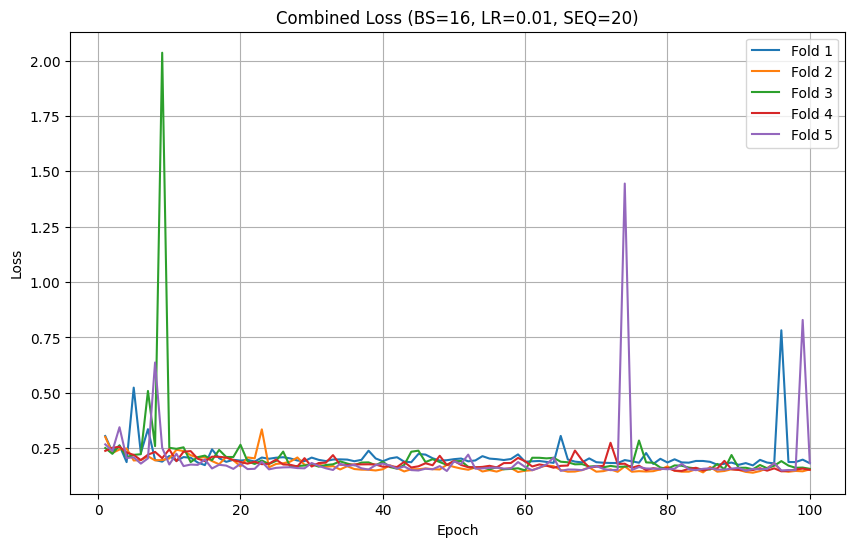 Combined Loss (BS=16, LR=0.01, SEQ=20)
Loss
2.00
1.75
1.50
1.25
1.00
0.75
0.50
0.25
Fold 1
Fold 2
Fold 3
Fold 4
Fold 5
0
20
40
60
80
100
Epoch